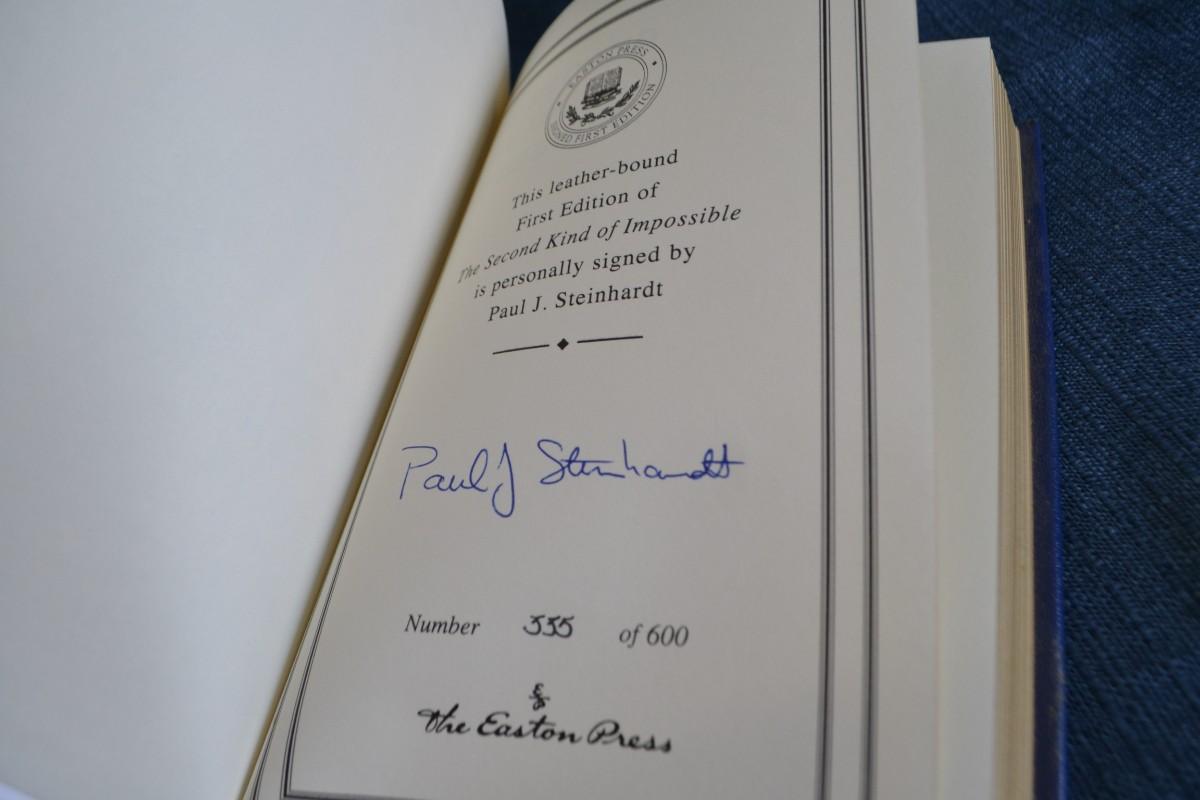 EASTON PRESS
SIGNED FIRST EDITION
This leather-bound
First Edition of
The Second Kind of Impossible
is personally signed by
Paul J. Steinhardt
Paul J Steinhardt
Number 335 of 600
The Easton Press